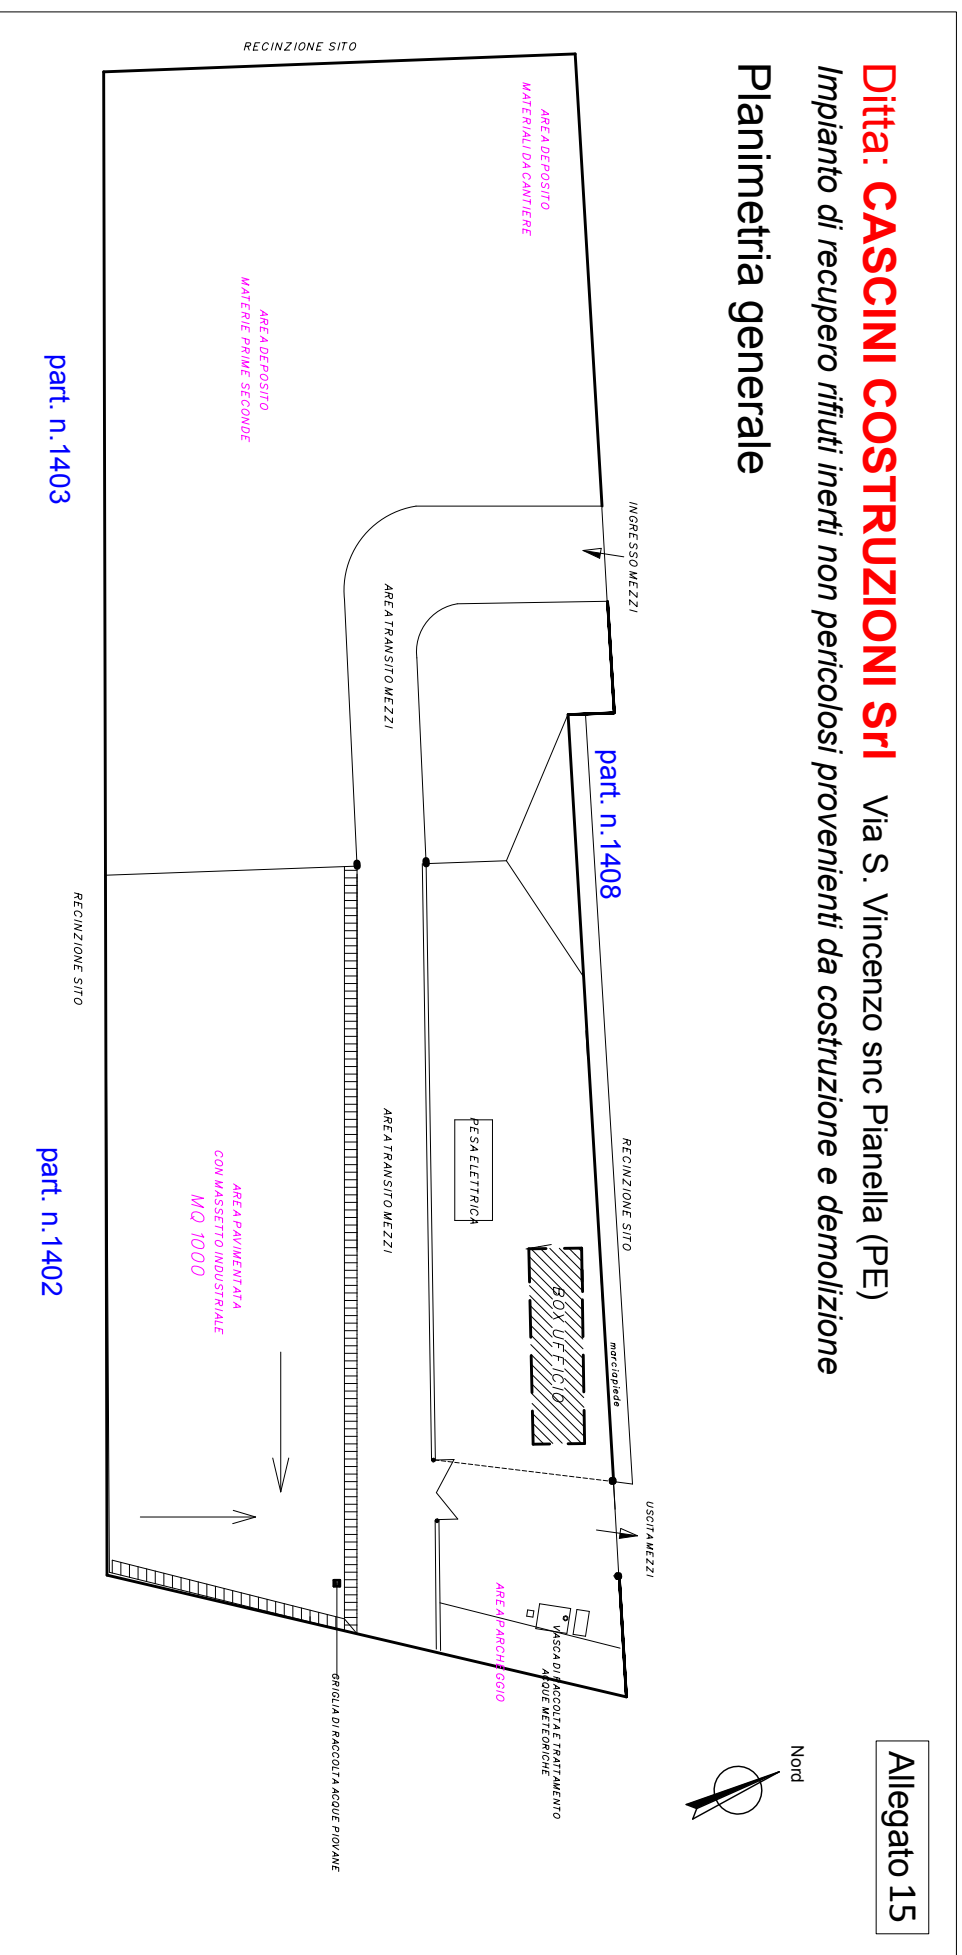 Allegato 15
Ditta: CASCINI COSTRUZIONI Srl Via S. Vincenzo snc Pianella (PE)
Impianto di recupero rifiuti inerti non pericolosi provenienti da costruzione e demolizione
Planimetria generale
Nord
INGRESSO MEZZI
part. n.1408
RECINZIONE SITO
marciapiede
USCITA MEZZI
AREA DEPOSITO
MATERIALI DA CANTIERE
BOX UFFICIO
VASCA DI RACCOLTA E TRATTAMENTO
ACQUE METEORICHE
PESA ELETTRICA
AREA PARCHEGGIO
AREA TRANSITO MEZZI
AREA TRANSITO MEZZI
RECINZIONE SITO
AREA DEPOSITO
MATERIE PRIME SECONDE
GRIGLIA DI RACCOLTA ACQUE PIOVANE
AREA PAVIMENTATA
CON MASSETTO INDUSTRIALE
MQ 1000
RECINZIONE SITO
part. n.1403
part. n.1402